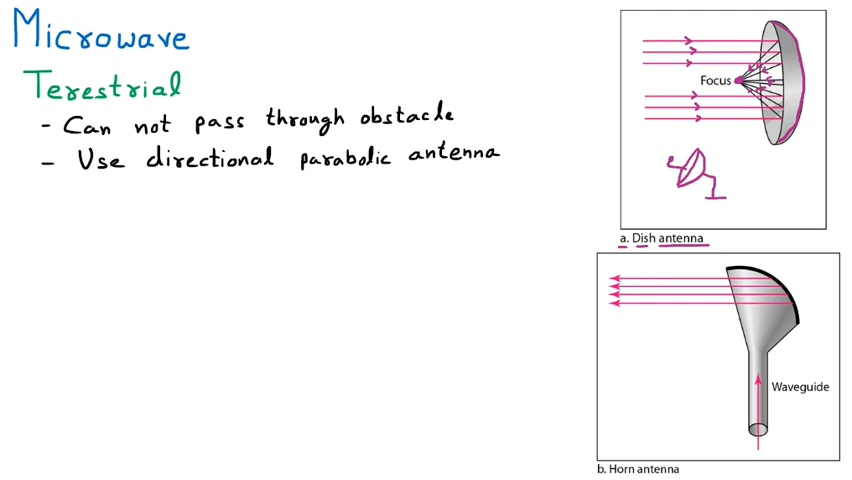 Microwave
Terestrial
- Can not pass through obstacle
- Use directional parabolic antenna
Focus
a. Dish antenna
Waveguide
b. Horn antenna